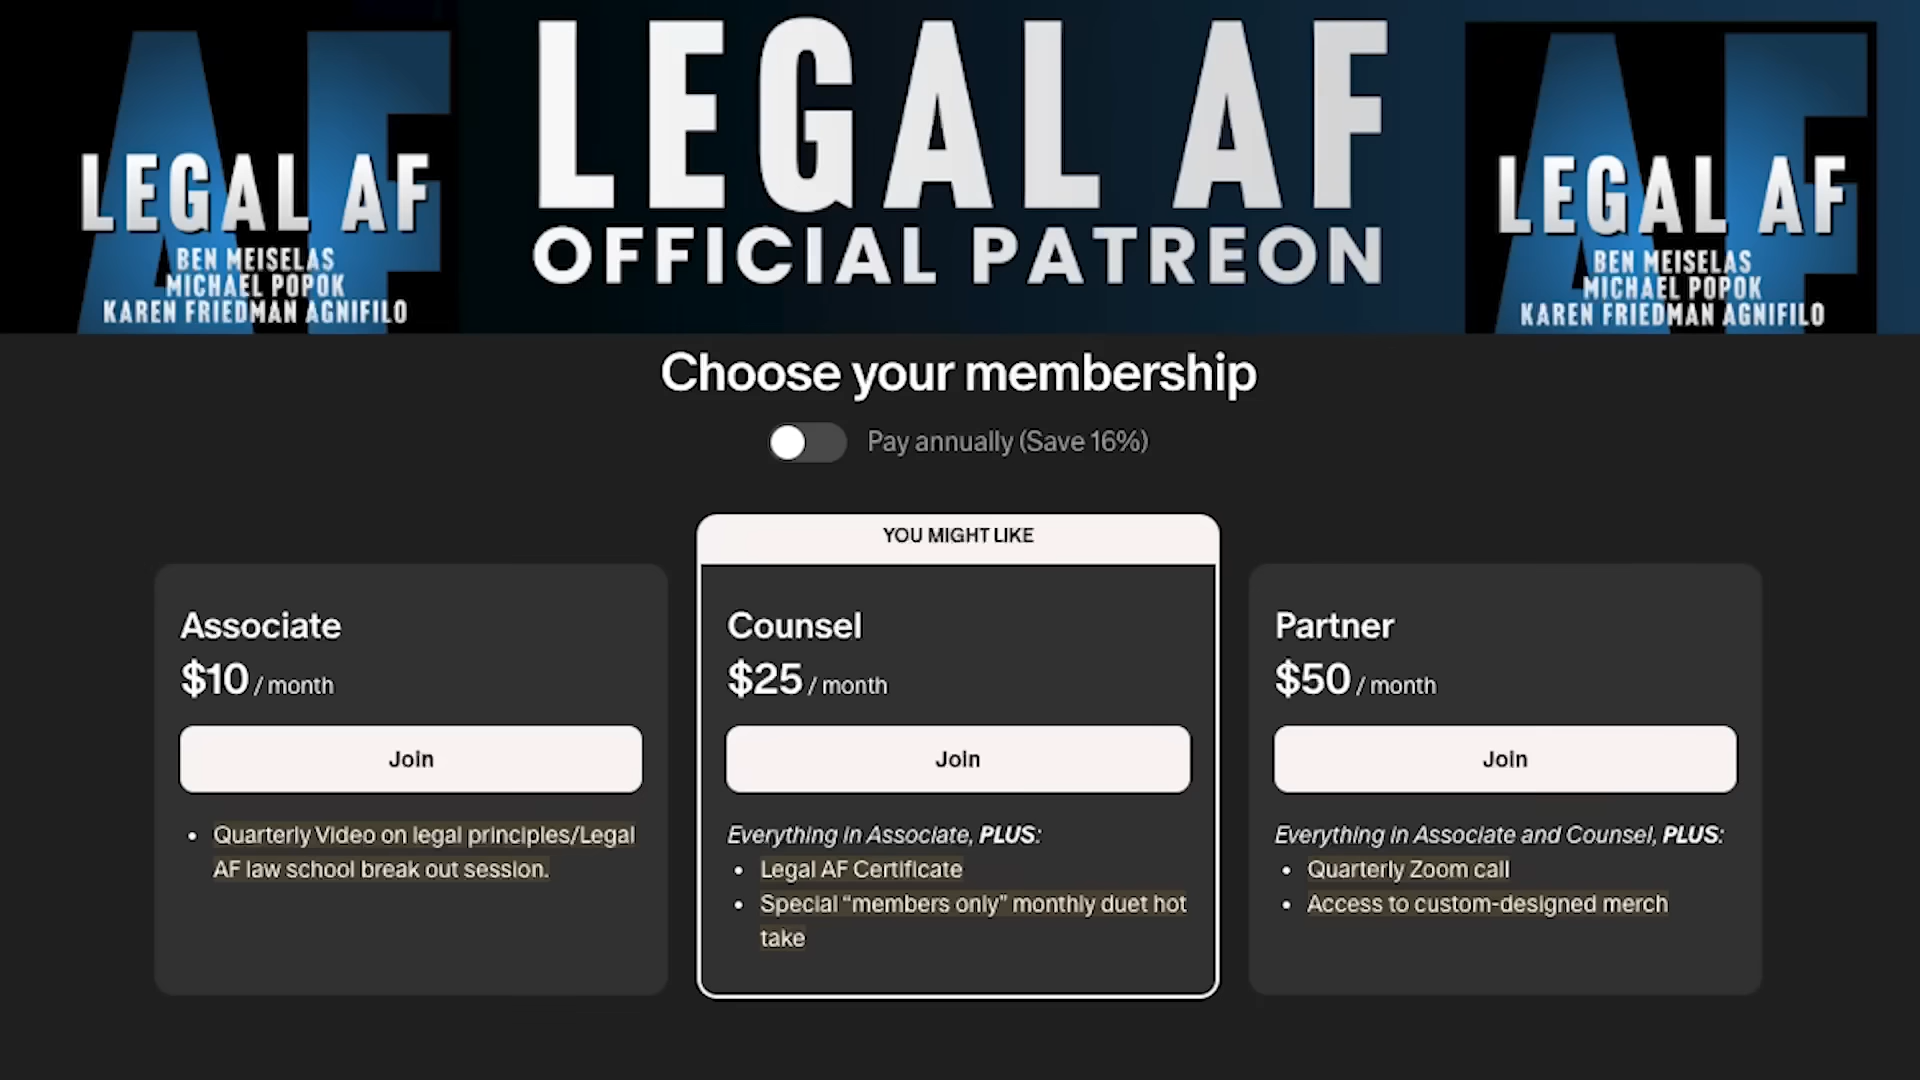 LEGAL AF
OFFICIAL PATREON
LEGAL AF
BEN MEISELAS
MICHAEL POPOK
KAREN FRIEDMAN AGNIFILO
LEGAL AF
BEN MEISELAS
MICHAEL POPOK
KAREN FRIEDMAN AGNIFILO
AF
AF
Choose your membership
Pay annually (Save 16%)
YOU MIGHT LIKE
Associate
$10 / month
Join
• Quarterly Video on legal principles/Legal
AF law school break out session.
Counsel
$25 / month
Join
Everything in Associate, PLUS:
• Legal AF Certificate
• Special “members only” monthly duet hot
take
Partner
$50 / month
Join
Everything in Associate and Counsel, PLUS:
• Quarterly Zoom call
• Access to custom-designed merch